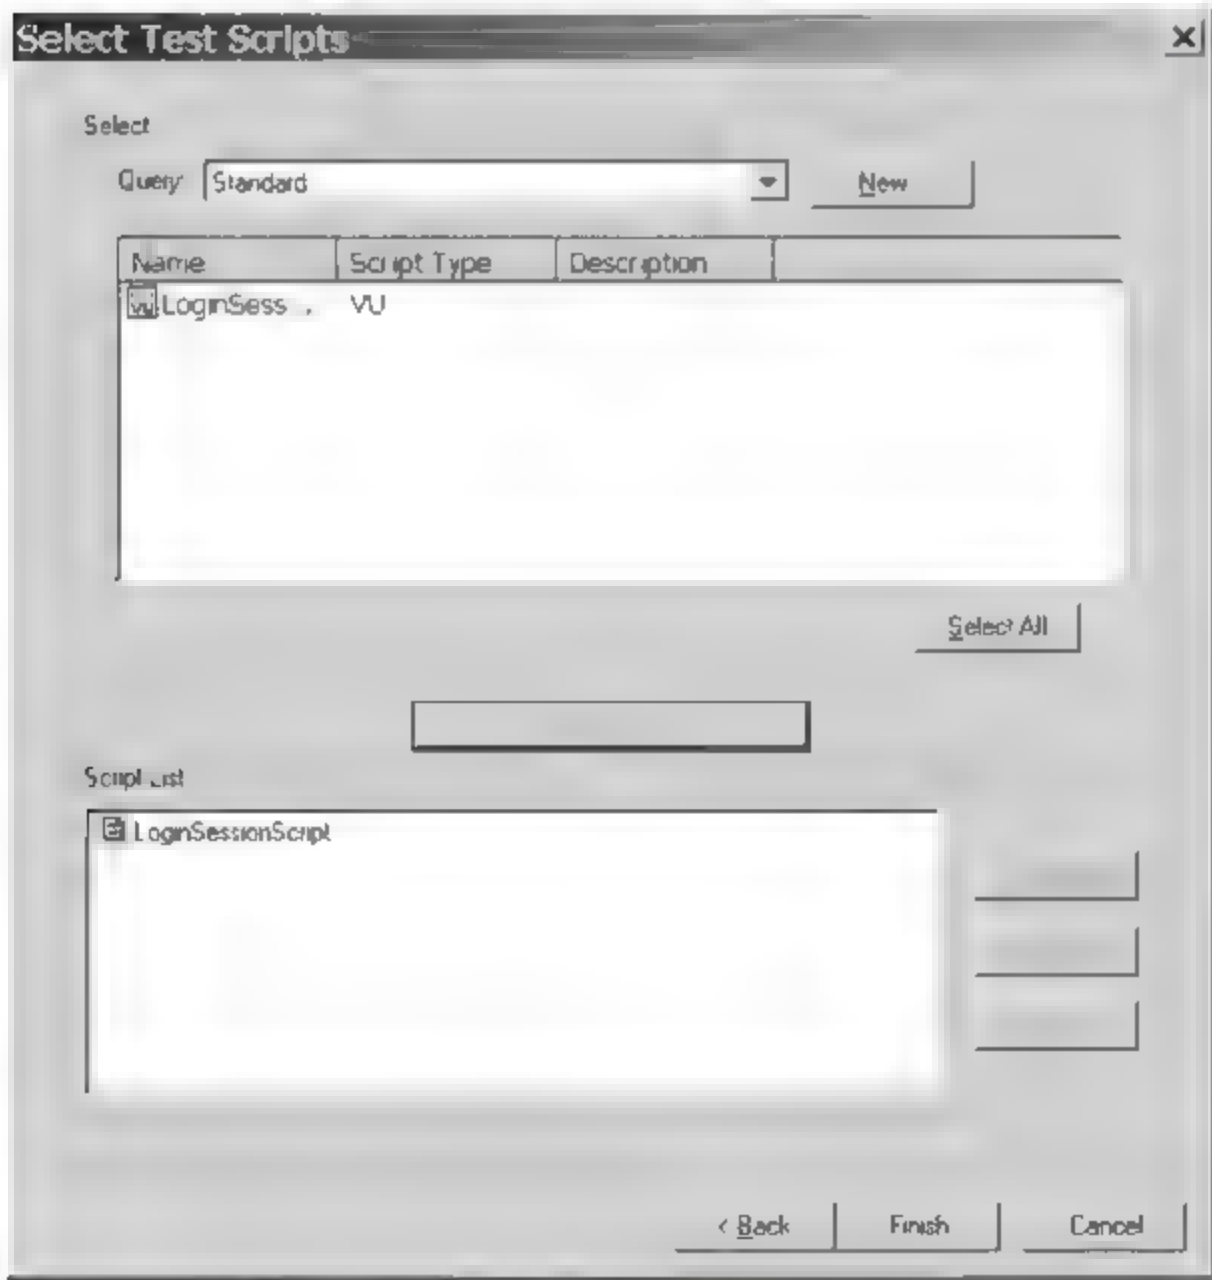 Select Test Scripts
Select
Query: Standard New
Name Script Type Description
LoginSess... VU
Select All
Script List
LoginSessionScript
< Back Finish Cancel